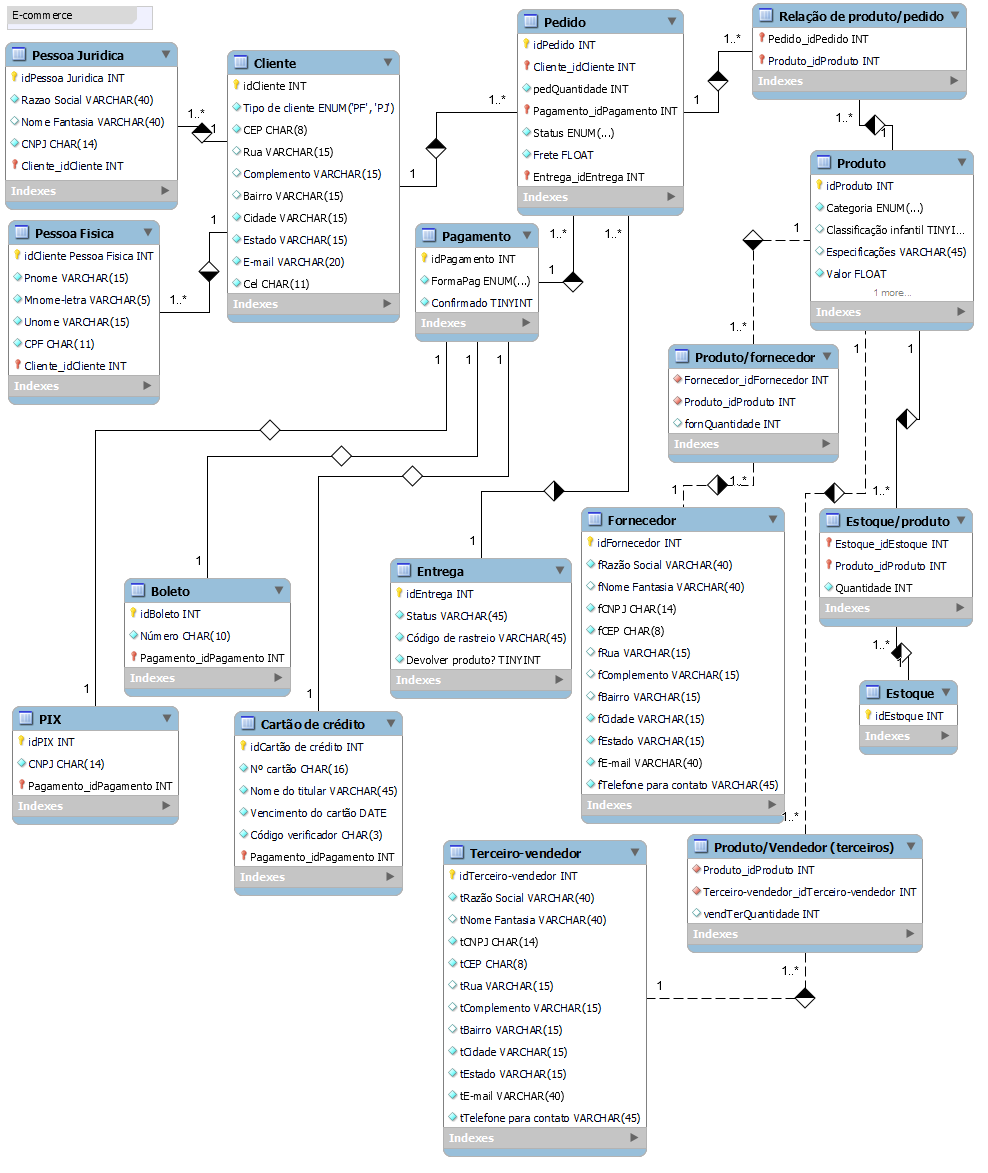 E-commerce
Pessoa Juridica
idPessoa Juridica INT
Razao Social VARCHAR(40)
Nome Fantasia VARCHAR(40)
CNPJ CHAR(14)
Cliente_idCliente INT
Indexes
1..*
1
Cliente
idCliente INT
Tipo de cliente ENUM('PF', 'PJ')
CEP CHAR(8)
Rua VARCHAR(15)
Complemento VARCHAR(15)
Bairro VARCHAR(15)
Cidade VARCHAR(15)
Estado VARCHAR(15)
E-mail VARCHAR(20)
Cel CHAR(11)
Indexes
1
1..*
Pessoa Fisica
idCliente Pessoa Fisica INT
Pnome VARCHAR(15)
Mnome-letra VARCHAR(5)
Unome VARCHAR(15)
CPF CHAR(11)
Cliente_idCliente INT
Indexes
1
1..*
Pedido
idPedido INT
Cliente_idCliente INT
pedQuantidade INT
Pagamento_idPagamento INT
Status ENUM(...)
Frete FLOAT
Entrega_idEntrega INT
Indexes
1
1..*
Relação de produto/pedido
Pedido_idPedido INT
Produto_idProduto INT
Indexes
1..*
1
Produto
idProduto INT
Categoria ENUM(...)
Classificação infantil TINYI...
Especificações VARCHAR(45)
Valor FLOAT
1 more...
Indexes
Pagamento
idPagamento INT
FormaPag ENUM(...)
Confirmado TINYINT
Indexes
1
1..*
1..*
1
1
1
1
1..*
Produto/fornecedor
Fornecedor_idFornecedor INT
Produto_idProduto INT
fornQuantidade INT
Indexes
1
1..*
1
1
1..*
Fornecedor
idFornecedor INT
fRazão Social VARCHAR(40)
fNome Fantasia VARCHAR(40)
fCNPJ CHAR(14)
fCEP CHAR(8)
fRua VARCHAR(15)
fComplemento VARCHAR(15)
fBairro VARCHAR(15)
fCidade VARCHAR(15)
fEstado VARCHAR(15)
fE-mail VARCHAR(40)
fTelefone para contato VARCHAR(45)
Indexes
Estoque/produto
Estoque_idEstoque INT
Produto_idProduto INT
Quantidade INT
Indexes
1..*
1
Estoque
idEstoque INT
Indexes
1
Entrega
idEntrega INT
Status VARCHAR(45)
Código de rastreio VARCHAR(45)
Devolver produto? TINYINT
Indexes
1
Boleto
idBoleto INT
Número CHAR(10)
Pagamento_idPagamento INT
Indexes
1
PIX
idPIX INT
CNPJ CHAR(14)
Pagamento_idPagamento INT
Indexes
1
Cartão de crédito
idCartão de crédito INT
Nº cartão CHAR(16)
Nome do titular VARCHAR(45)
Vencimento do cartão DATE
Código verificador CHAR(3)
Pagamento_idPagamento INT
Indexes
1..*
Produto/Vendedor (terceiros)
Produto_idProduto INT
Terceiro-vendedor_idTerceiro-vendedor INT
vendTerQuantidade INT
Indexes
1..*
1
Terceiro-vendedor
idTerceiro-vendedor INT
tRazão Social VARCHAR(40)
tNome Fantasia VARCHAR(40)
tCNPJ CHAR(14)
tCEP CHAR(8)
tRua VARCHAR(15)
tComplemento VARCHAR(15)
tBairro VARCHAR(15)
tCidade VARCHAR(15)
tEstado VARCHAR(15)
tE-mail VARCHAR(40)
tTelefone para contato VARCHAR(45)
Indexes